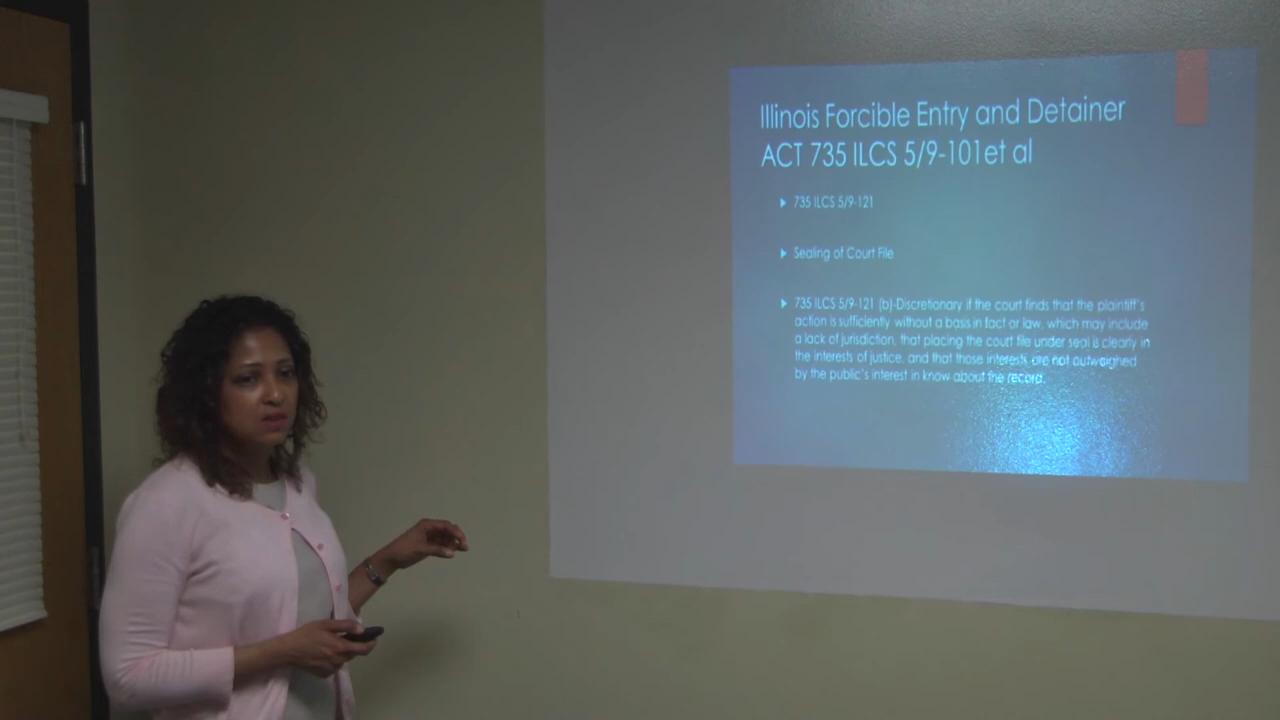 Illinois Forcible Entry and Detainer
ACT 735 ILCS 5/9-101et al
735 ILCS 5/9-121
Sealing of Court File
735 ILCS 5/9-121 (b)-Discretionary if the court finds that the plaintiff's
action is sufficiently without a basis in fact or law, which may include
a lack of jurisdiction, that placing the court file under seal is clearly in
the interests of justice, and that those interests are not outweighed
by the public's interest in know about the record.